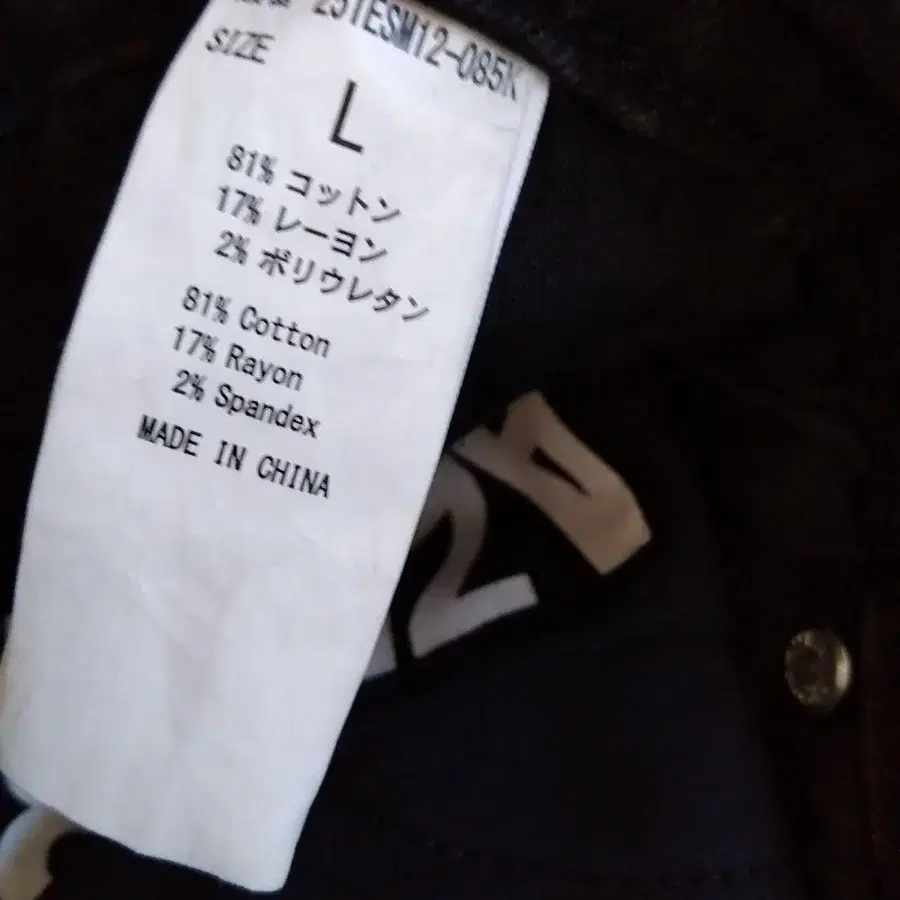 251ESM12-085K
SIZE
L
81% コットン
17% レーヨン
2% ポリウレタン
81% Cotton
17% Rayon
2% Spandex
MADE IN CHINA